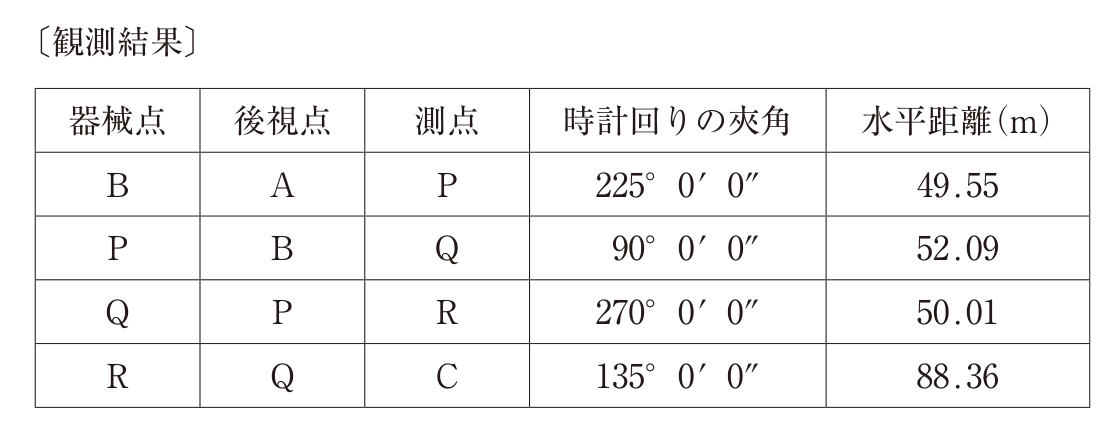 〔観測結果〕
器械点 後視点 測点 時計回りの夾角 水平距離(m)
B A P 225° 0′ 0″ 49.55
P B Q 90° 0′ 0″ 52.09
Q P R 270° 0′ 0″ 50.01
R Q C 135° 0′ 0″ 88.36